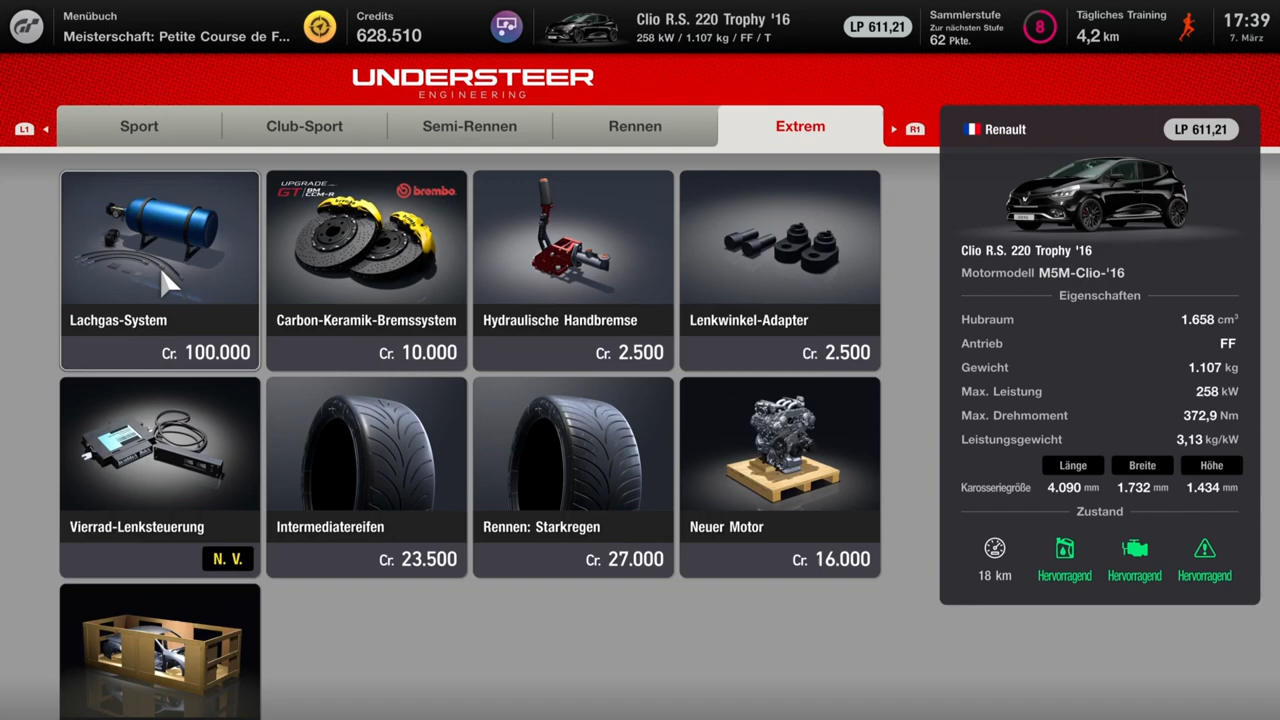 Menübuch
Meisterschaft: Petite Course de F...
Credits
628.510
Clio R.S. 220 Trophy '16
258 kW / 1.107 kg / FF / T
LP 611,21
Sammlerstufe
Zur nächsten Stufe
62 Pkte.
8
Tägliches Training
4,2 km
17:39
7. März
UNDERSTEER
ENGINEERING
L1
Sport
Club-Sport
Semi-Rennen
Rennen
Extrem
R1
Lachgas-System
Cr. 100.000
UPGRADE
GT BM CCM-R
brembo
Carbon-Keramik-Bremssystem
Cr. 10.000
Hydraulische Handbremse
Cr. 2.500
Lenkwinkel-Adapter
Cr. 2.500
Vierrad-Lenksteuerung
N. V.
Intermediatereifen
Cr. 23.500
Rennen: Starkregen
Cr. 27.000
Neuer Motor
Cr. 16.000
Renault
LP 611,21
Clio R.S. 220 Trophy '16
Motormodell M5M-Clio-'16
Eigenschaften
Hubraum 1.658 cm³
Antrieb FF
Gewicht 1.107 kg
Max. Leistung 258 kW
Max. Drehmoment 372,9 Nm
Leistungsgewicht 3,13 kg/kW
Länge Breite Höhe
Karosseriegröße 4.090 mm 1.732 mm 1.434 mm
Zustand
18 km Hervorragend Hervorragend Hervorragend